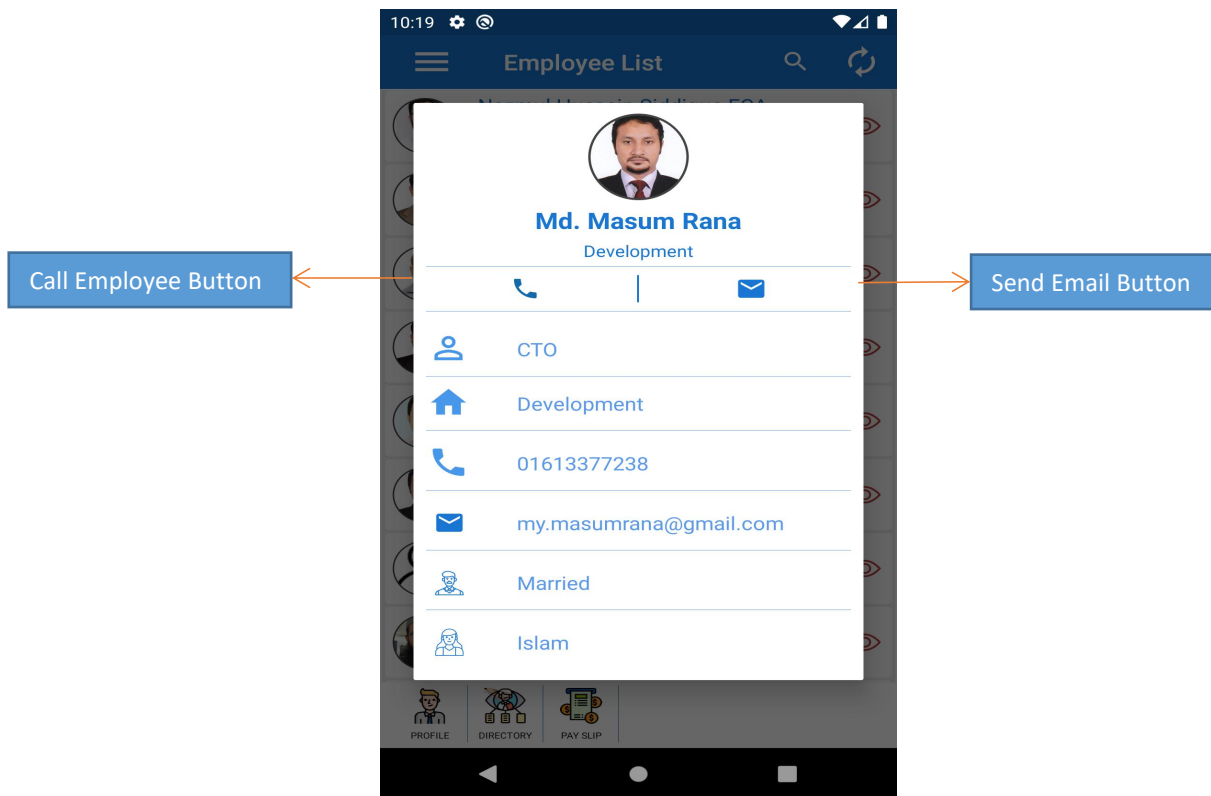 10:19
Employee List
Md. Masum Rana
Development
Call Employee Button
Send Email Button
CTO
Development
01613377238
my.masumrana@gmail.com
Married
Islam
PROFILE
DIRECTORY
PAY SLIP